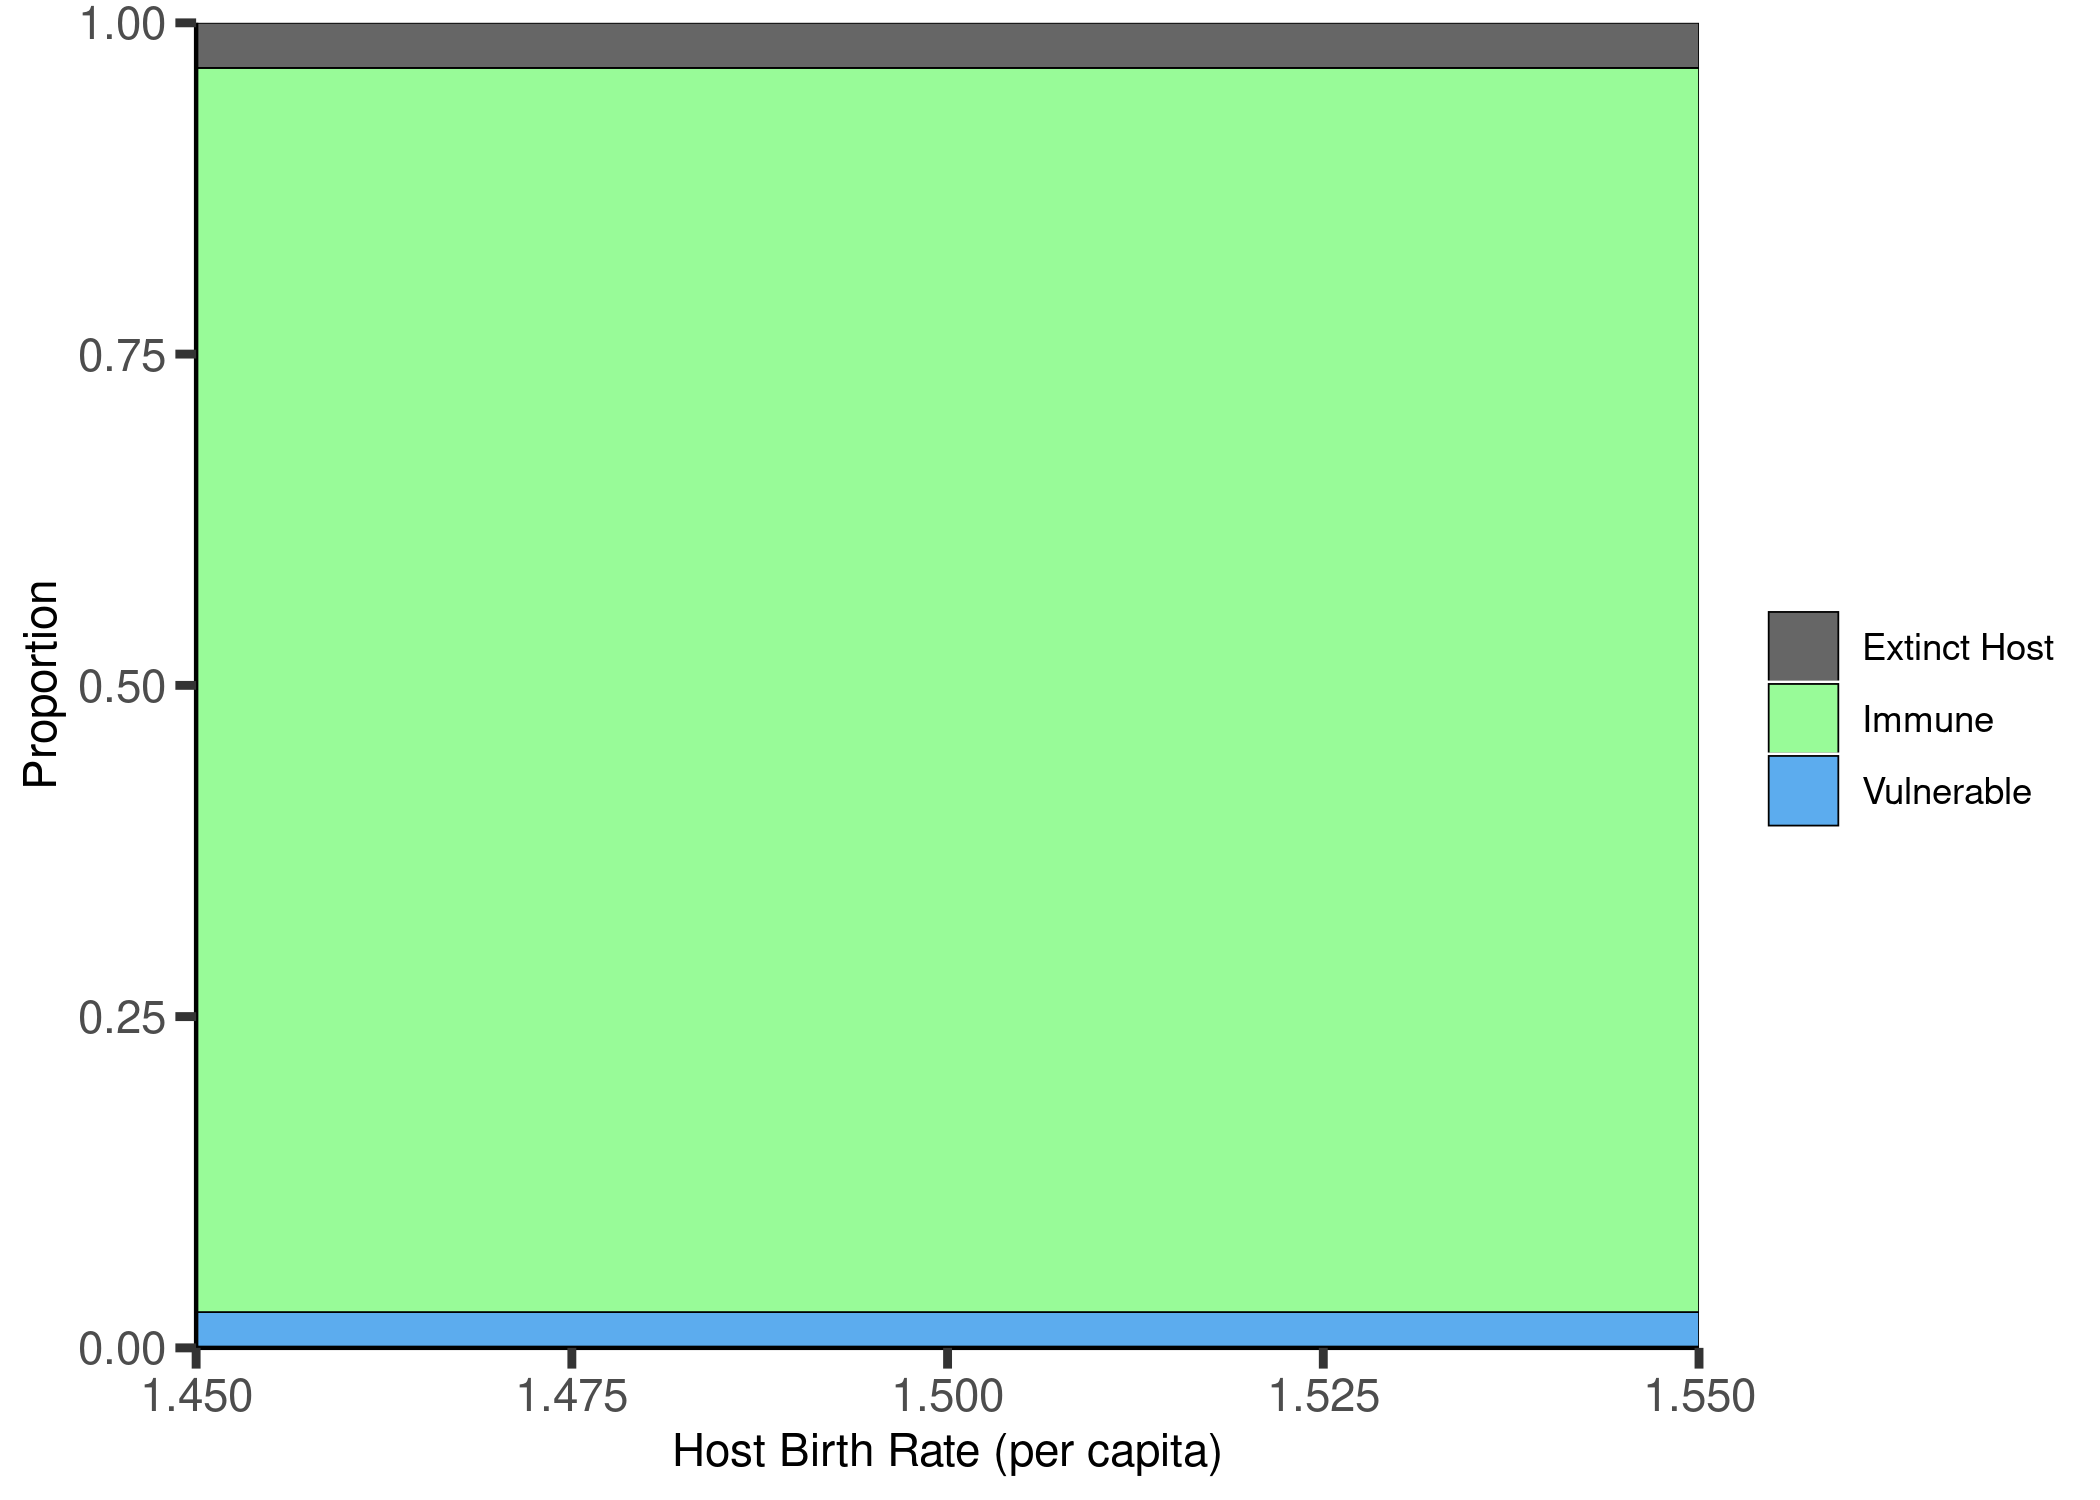 1.00
0.75
0.50
0.25
0.00
Proportion
1.450 1.475 1.500 1.525 1.550
Host Birth Rate (per capita)
Extinct Host
Immune
Vulnerable